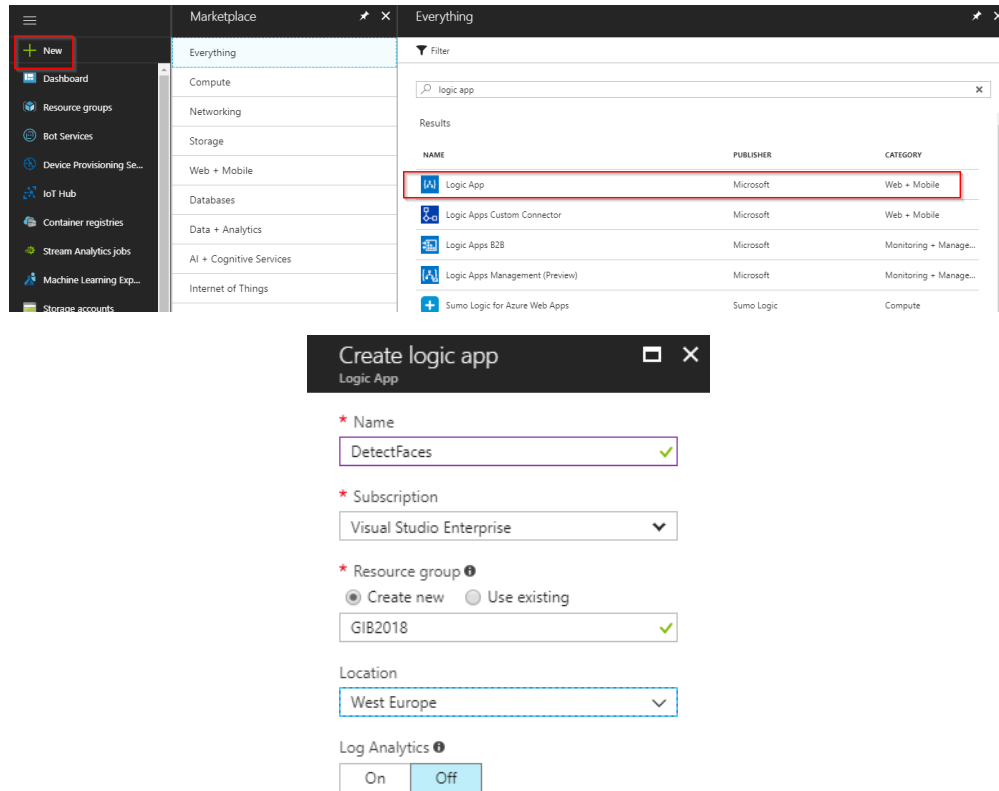 Marketplace
Everything
New
Dashboard
Resource groups
Bot Services
Device Provisioning Se...
IoT Hub
Container registries
Stream Analytics jobs
Machine Learning Exp...
Storage accounts
Everything
Compute
Networking
Storage
Web + Mobile
Databases
Data + Analytics
AI + Cognitive Services
Internet of Things
Filter
logic app
Results
NAME PUBLISHER CATEGORY
Logic App Microsoft Web + Mobile
Logic Apps Custom Connector Microsoft Web + Mobile
Logic Apps B2B Microsoft Monitoring + Manage...
Logic Apps Management (Preview) Microsoft Monitoring + Manage...
Sumo Logic for Azure Web Apps Sumo Logic Compute
Create logic app
Logic App
* Name
DetectFaces
* Subscription
Visual Studio Enterprise
* Resource group
Create new Use existing
GIB2018
Location
West Europe
Log Analytics
On Off